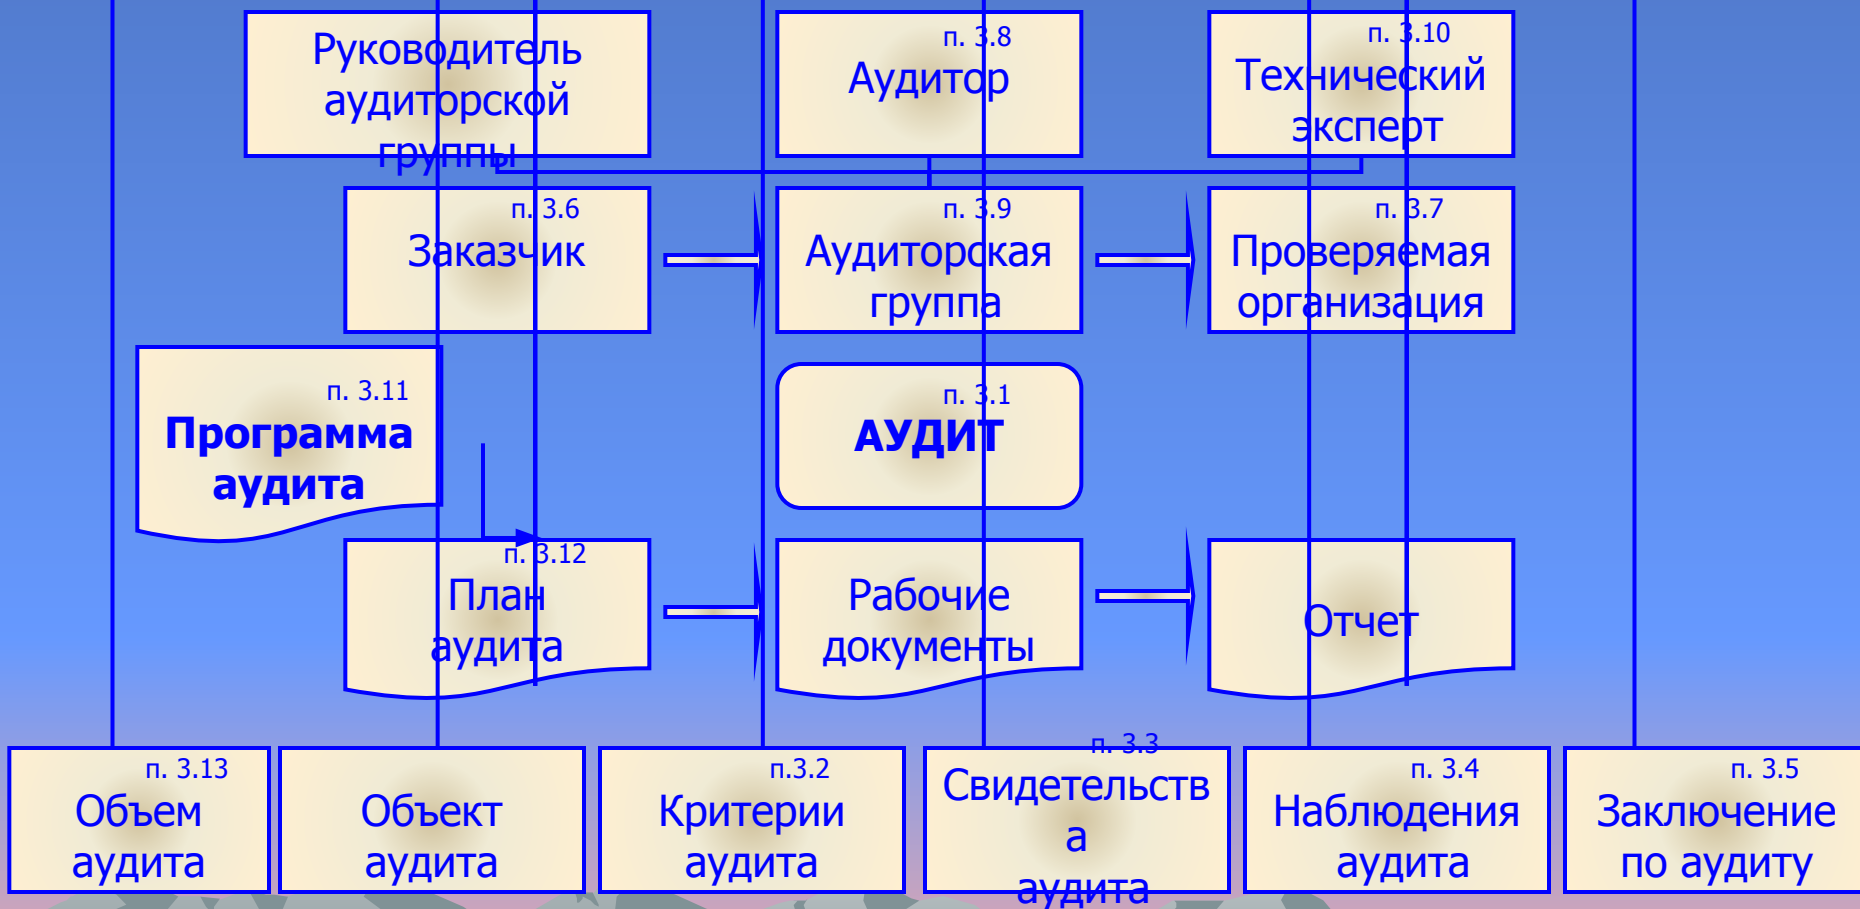 Руководитель
аудиторской
группы
п. 3.8
Аудитор
п. 3.10
Технический
эксперт
п. 3.6
Заказчик
п. 3.9
Аудиторская
группа
п. 3.7
Проверяемая
организация
п. 3.11
Программа
аудита
п. 3.1
АУДИТ
п. 3.12
План
аудита
Рабочие
документы
Отчет
п. 3.13
Объем
аудита
Объект
аудита
п.3.2
Критерии
аудита
п. 3.3
Свидетельств
а
аудита
п. 3.4
Наблюдения
аудита
п. 3.5
Заключение
по аудиту